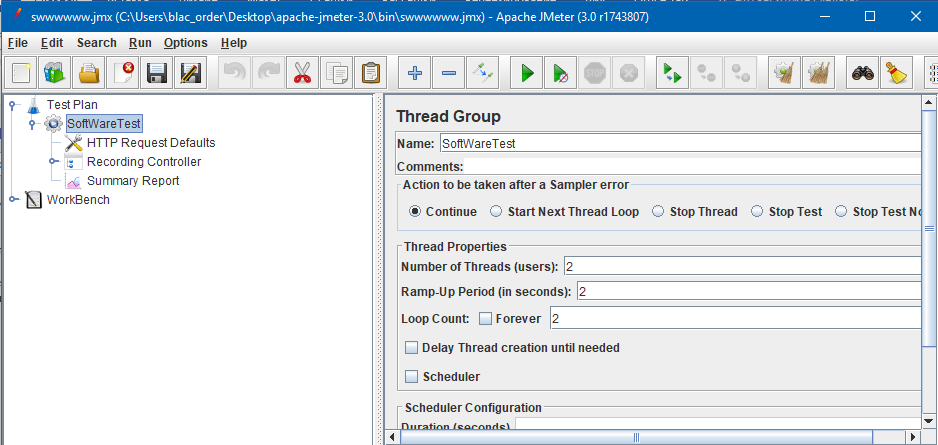 swwwwww.jmx (C:\Users\blac_order\Desktop\apache-jmeter-3.0\bin\swwwwww.jmx) - Apache JMeter (3.0 r1743807)
File Edit Search Run Options Help
Test Plan
SoftWareTest
HTTP Request Defaults
Recording Controller
Summary Report
WorkBench
Thread Group
Name: SoftWareTest
Comments:
Action to be taken after a Sampler error
Continue Start Next Thread Loop Stop Thread Stop Test Stop Test No
Thread Properties
Number of Threads (users): 2
Ramp-Up Period (in seconds): 2
Loop Count: Forever 2
Delay Thread creation until needed
Scheduler
Scheduler Configuration
Duration (seconds)